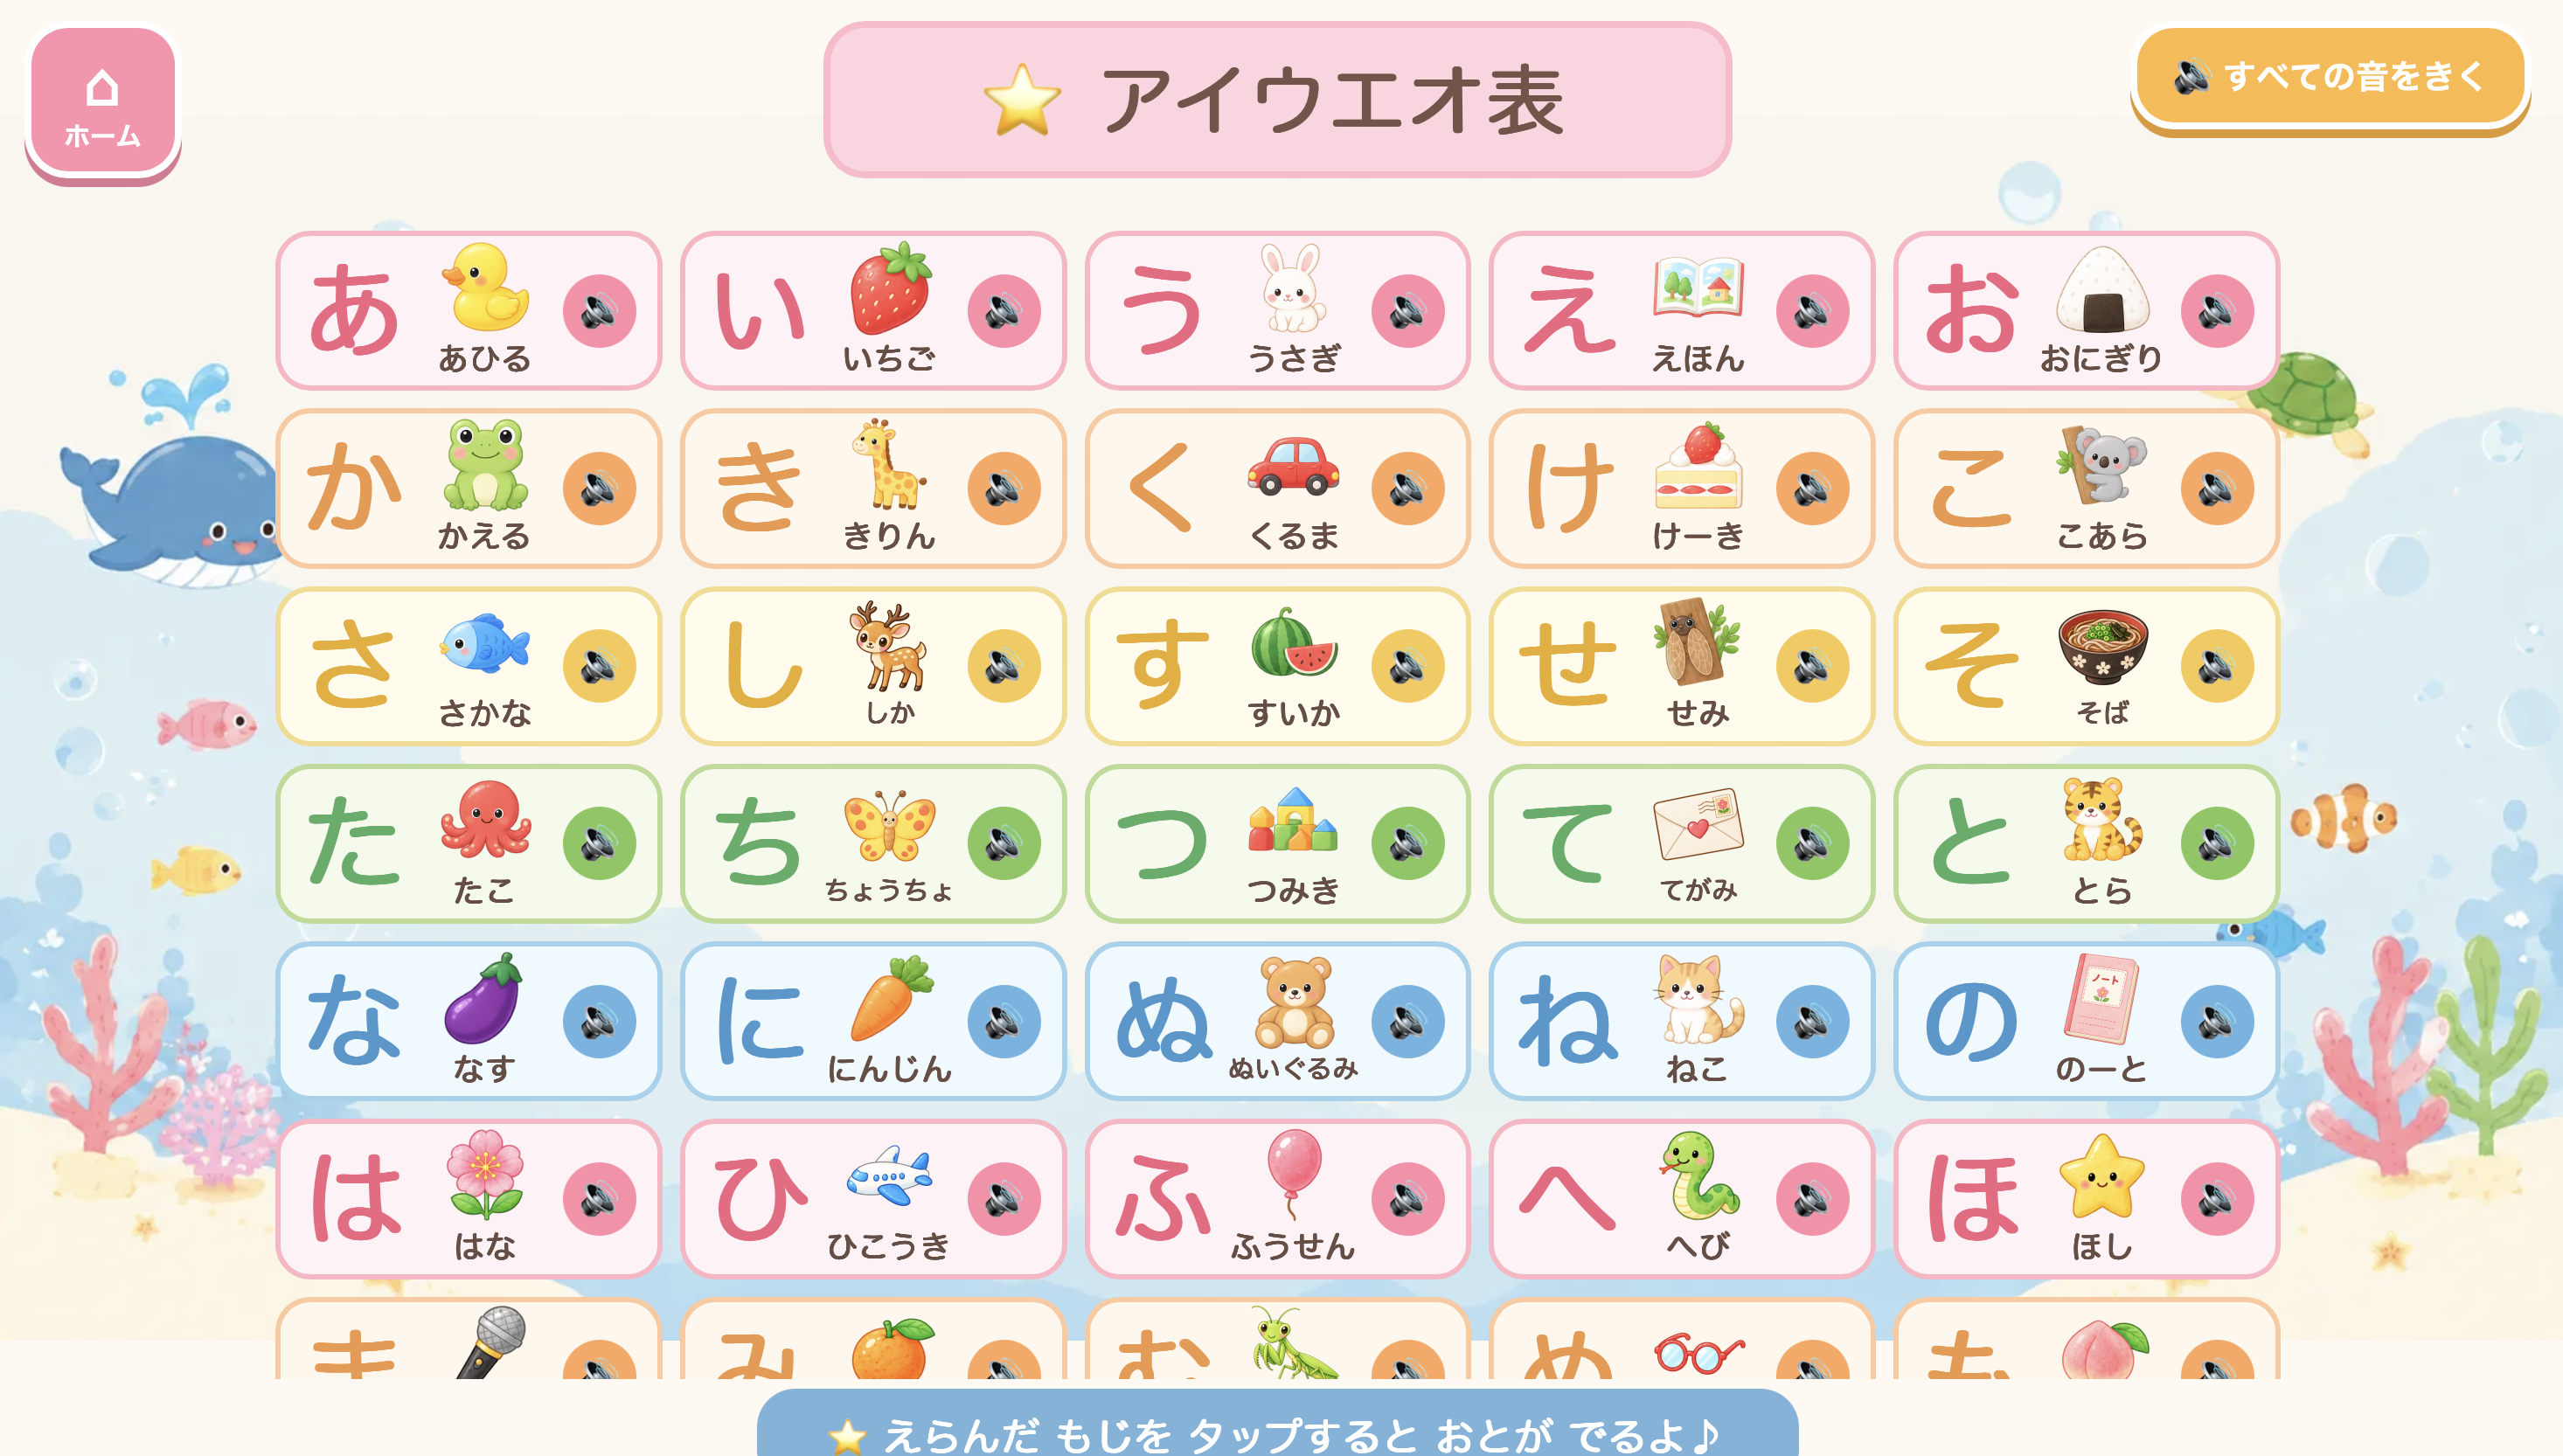 ホーム
アイウエオ表
すべての音をきく
あ あひる
い いちご
う うさぎ
え えほん
お おにぎり
か かえる
き きりん
く くるま
け けーき
こ こあら
さ さかな
し しか
す すいか
せ せみ
そ そば
た たこ
ち ちょうちょ
つ つみき
て てがみ
と とら
な なす
に にんじん
ぬ ぬいぐるみ
ね ねこ
の ノート のーと
は はな
ひ ひこうき
ふ ふうせん
へ へび
ほ ほし
ま
み
む
め
も
えらんだ もじを タップすると おとが でるよ♪